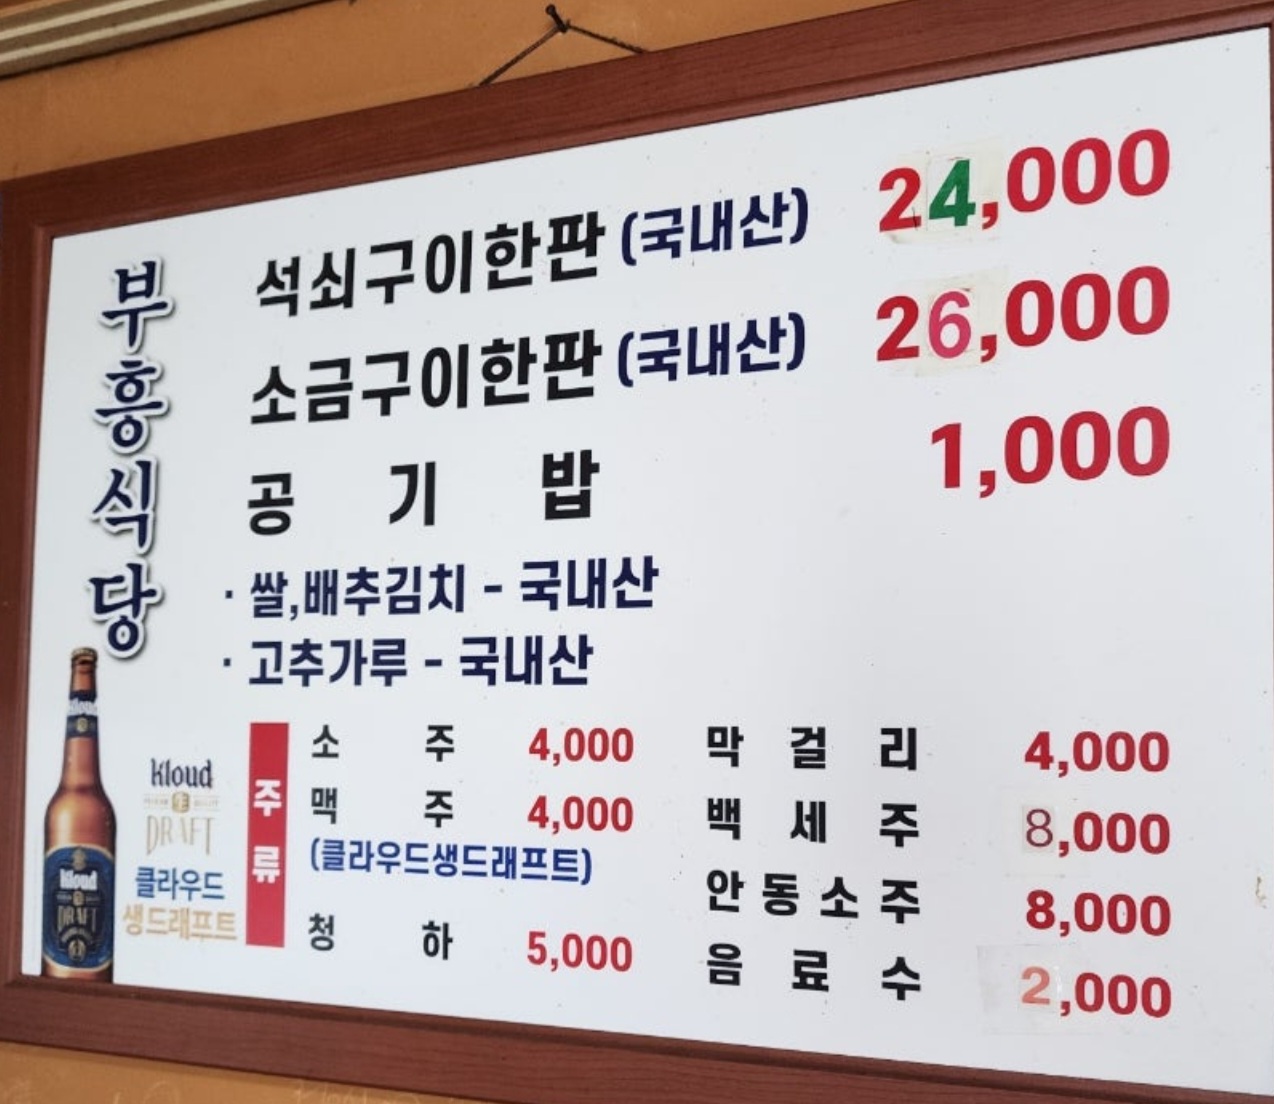 부흥식당
석쇠구이한판 (국내산) 24,000
소금구이한판 (국내산) 26,000
공기밥 1,000
· 쌀,배추김치 - 국내산
· 고추가루 - 국내산
주류
소주 4,000
맥주 4,000
(클라우드생드래프트)
청하 5,000
막걸리 4,000
백세주 8,000
안동소주 8,000
음료수 2,000
kloud
生
DRAFT
클라우드
생드래프트
kloud
kloud
DRAFT